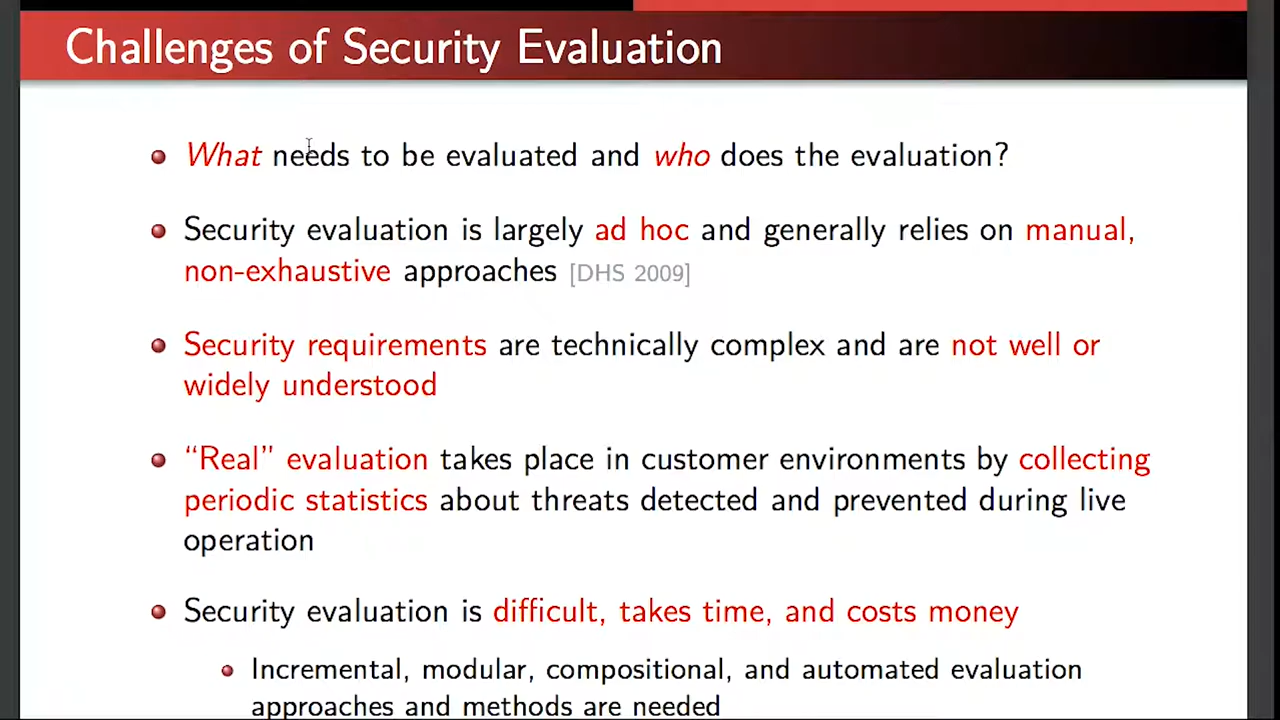 Challenges of Security Evaluation
What needs to be evaluated and who does the evaluation?
Security evaluation is largely ad hoc and generally relies on manual,
non-exhaustive approaches [DHS 2009]
Security requirements are technically complex and are not well or
widely understood
“Real” evaluation takes place in customer environments by collecting
periodic statistics about threats detected and prevented during live
operation
Security evaluation is difficult, takes time, and costs money
Incremental, modular, compositional, and automated evaluation
approaches and methods are needed